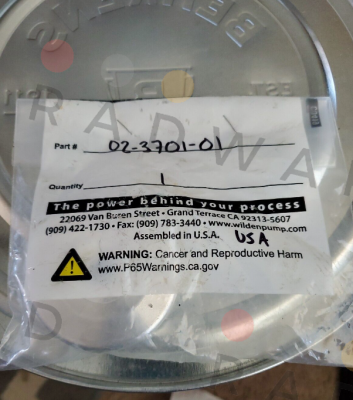 Part # 02-3701-01
Quantity 1
The power behind your process
22069 Van Buren Street • Grand Terrace CA 92313-5607
(909) 422-1730 • Fax: (909) 783-3440 • www.wildenpump.com
Assembled in U.S.A. USA
WARNING: Cancer and Reproductive Harm
www.P65Warnings.ca.gov
RADWAY